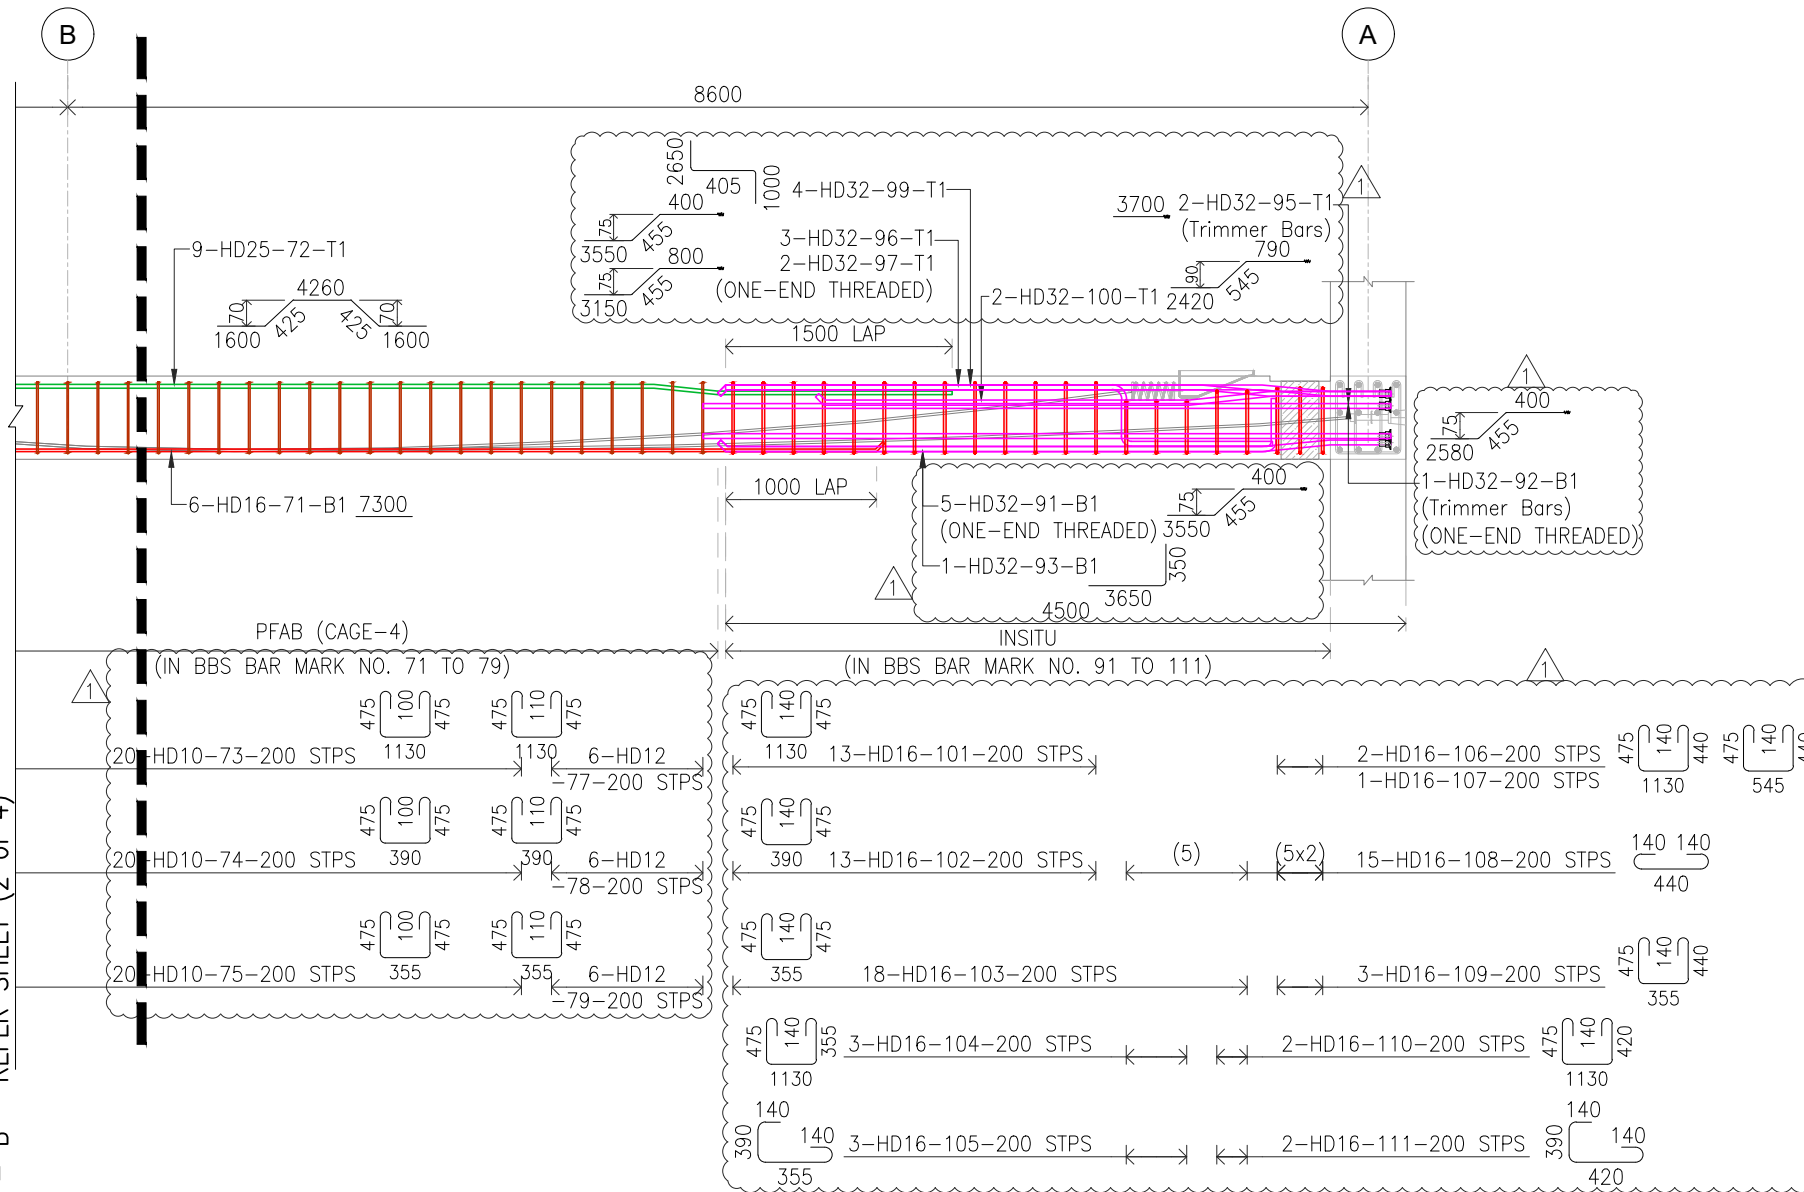 B
A
8600
2650
405
1000
4-HD32-99-T1
400
75
455
3550
3-HD32-96-T1
2-HD32-97-T1
(ONE-END THREADED)
800
75
455
3150
3700
2-HD32-95-T1
(Trimmer Bars)
790
90
545
2420
2-HD32-100-T1
1
9-HD25-72-T1
4260
70
70
425
425
1600
1600
1500 LAP
1
400
75
455
2580
1-HD32-92-B1
(Trimmer Bars)
(ONE-END THREADED)
6-HD16-71-B1 7300
1000 LAP
5-HD32-91-B1
(ONE-END THREADED)
400
75
455
3550
1-HD32-93-B1
350
3650
1
4500
PFAB (CAGE-4)
INSITU
(IN BBS BAR MARK NO. 71 TO 79)
(IN BBS BAR MARK NO. 91 TO 111)
1
1
475 100 475
1130
475 110 475
1130
20-HD10-73-200 STPS
6-HD12
-77-200 STPS
475 140 475
1130
13-HD16-101-200 STPS
2-HD16-106-200 STPS
1-HD16-107-200 STPS
475 140 440
1130
475 140
545
475 100 475
390
475 110 475
390
20-HD10-74-200 STPS
6-HD12
-78-200 STPS
475 140 475
390
13-HD16-102-200 STPS
(5)
(5x2)
15-HD16-108-200 STPS
140 140
440
475 100 475
355
475 110 475
355
20-HD10-75-200 STPS
6-HD12
-79-200 STPS
475 140 475
355
18-HD16-103-200 STPS
3-HD16-109-200 STPS
475 140 440
355
475 140 355
1130
3-HD16-104-200 STPS
2-HD16-110-200 STPS
475 140 420
1130
140
390
140
355
3-HD16-105-200 STPS
2-HD16-111-200 STPS
140
390
140
420